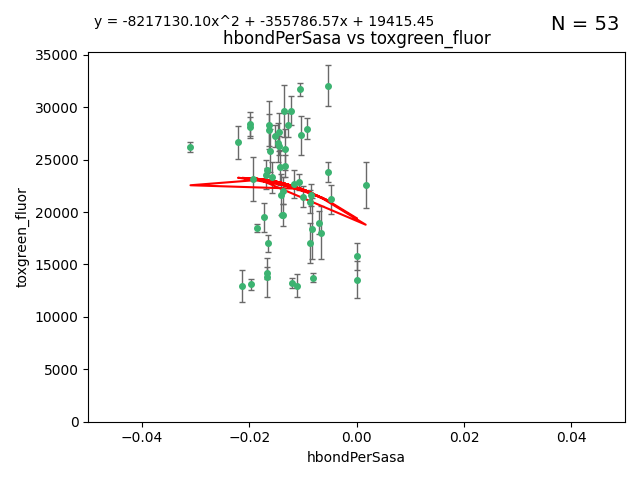 y = -8217130.10x^2 + -355786.57x + 19415.45
N = 53
hbondPerSasa vs toxgreen_fluor
35000
30000
25000
20000
15000
10000
5000
0
toxgreen_fluor
−0.04
−0.02
0.00
0.02
0.04
hbondPerSasa